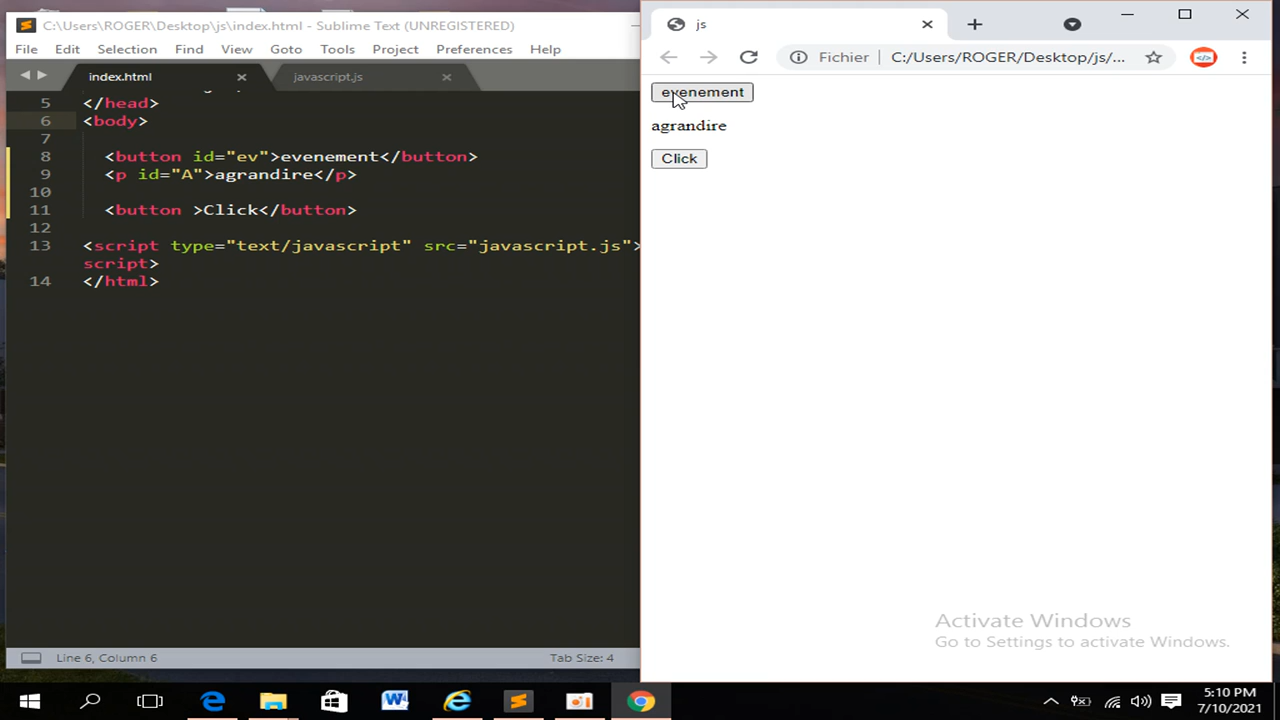 C:\Users\ROGER\Desktop\js\index.html - Sublime Text (UNREGISTERED)
File Edit Selection Find View Goto Tools Project Preferences Help
index.html javascript.js
5 </head>
6 <body>
7
8 <button id="ev">evenement</button>
9 <p id="A">agrandire</p>
10
11 <button >Click</button>
12
13 <script type="text/javascript" src="javascript.js">
script>
14 </html>
Line 6, Column 6 Tab Size: 4
js
Fichier C:/Users/ROGER/Desktop/js/...
evenement
agrandire
Click
Activate Windows
Go to Settings to activate Windows.
5:10 PM
7/10/2021